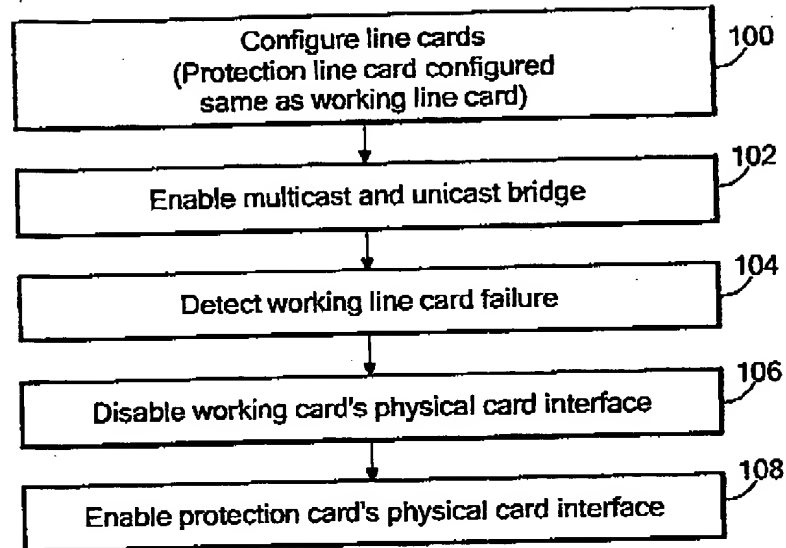 Configure line cards
(Protection line card configured
same as working line card)
100
Enable multicast and unicast bridge
102
Detect working line card failure
104
Disable working card's physical card interface
106
Enable protection card's physical card interface
108